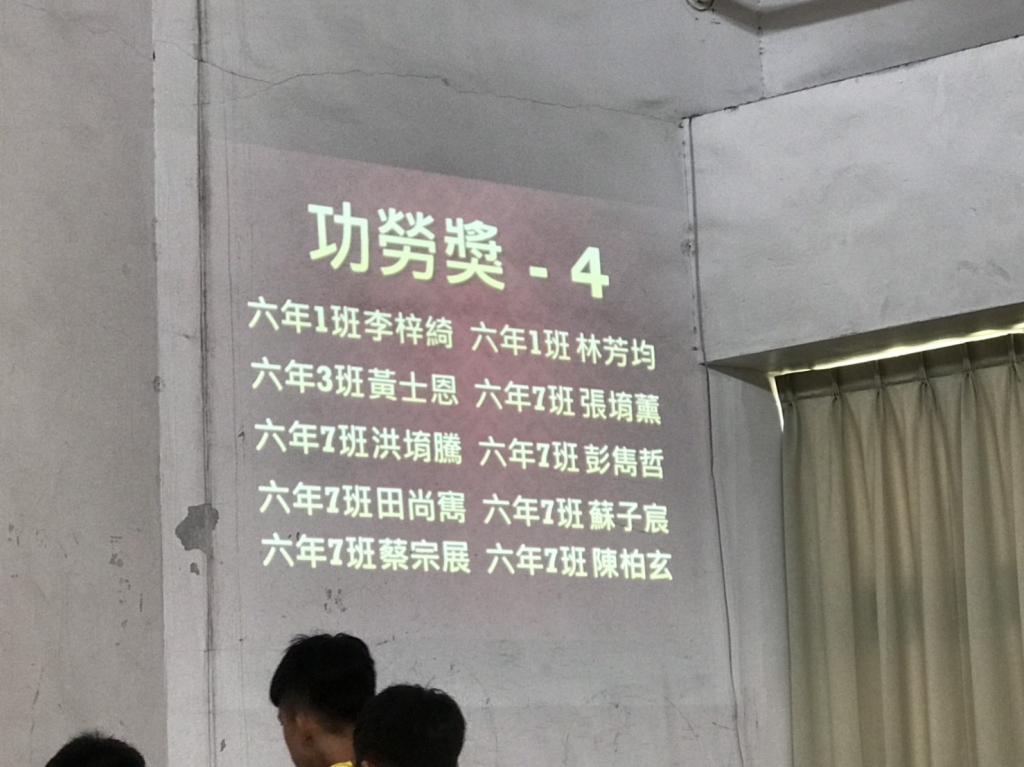 功勞獎 - 4
六年1班李梓綺 六年1班林芳均
六年3班黃士恩 六年7班張堉薰
六年7班洪堉騰 六年7班彭雋哲
六年7班田尚寯 六年7班蘇子宸
六年7班蔡宗展 六年7班陳柏玄